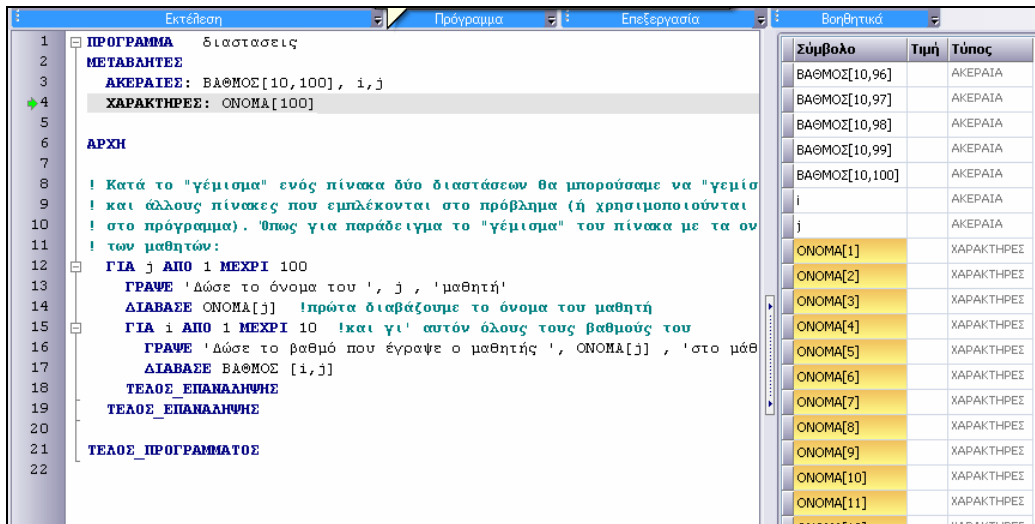 Εκτέλεση Πρόγραμμα Επεξεργασία Βοηθητικά
1 ΠΡΟΓΡΑΜΜΑ διαστασεις
2 ΜΕΤΑΒΛΗΤΕΣ
3 ΑΚΕΡΑΙΕΣ: ΒΑΘΜΟΣ[10,100], i,j
4 ΧΑΡΑΚΤΗΡΕΣ: ΟΝΟΜΑ[100]
5
6 ΑΡΧΗ
7
8 ! Κατά το "γέμισμα" ενός πίνακα δύο διαστάσεων θα μπορούσαμε να "γεμίσ
9 ! και άλλους πίνακες που εμπλέκονται στο πρόβλημα (ή χρησιμοποιούνται
10 ! στο πρόγραμμα). Όπως για παράδειγμα το "γέμισμα" του πίνακα με τα ον
11 ! των μαθητών:
12 ΓΙΑ j ΑΠΟ 1 ΜΕΧΡΙ 100
13 ΓΡΑΨΕ 'Δώσε το όνομα του ', j , 'μαθητή'
14 ΔΙΑΒΑΣΕ ΟΝΟΜΑ[j] !πρώτα διαβάζουμε το όνομα του μαθητή
15 ΓΙΑ i ΑΠΟ 1 ΜΕΧΡΙ 10 !και γι' αυτόν όλους τους βαθμούς του
16 ΓΡΑΨΕ 'Δώσε το βαθμό που έγραψε ο μαθητής ', ΟΝΟΜΑ[j] , 'στο μάθ
17 ΔΙΑΒΑΣΕ ΒΑΘΜΟΣ [i,j]
18 ΤΕΛΟΣ_ΕΠΑΝΑΛΗΨΗΣ
19 ΤΕΛΟΣ_ΕΠΑΝΑΛΗΨΗΣ
20
21 ΤΕΛΟΣ_ΠΡΟΓΡΑΜΜΑΤΟΣ
22
Σύμβολο Τιμή Τύπος
ΒΑΘΜΟΣ[10,96] ΑΚΕΡΑΙΑ
ΒΑΘΜΟΣ[10,97] ΑΚΕΡΑΙΑ
ΒΑΘΜΟΣ[10,98] ΑΚΕΡΑΙΑ
ΒΑΘΜΟΣ[10,99] ΑΚΕΡΑΙΑ
ΒΑΘΜΟΣ[10,100] ΑΚΕΡΑΙΑ
i ΑΚΕΡΑΙΑ
j ΑΚΕΡΑΙΑ
ΟΝΟΜΑ[1] ΧΑΡΑΚΤΗΡΕΣ
ΟΝΟΜΑ[2] ΧΑΡΑΚΤΗΡΕΣ
ΟΝΟΜΑ[3] ΧΑΡΑΚΤΗΡΕΣ
ΟΝΟΜΑ[4] ΧΑΡΑΚΤΗΡΕΣ
ΟΝΟΜΑ[5] ΧΑΡΑΚΤΗΡΕΣ
ΟΝΟΜΑ[6] ΧΑΡΑΚΤΗΡΕΣ
ΟΝΟΜΑ[7] ΧΑΡΑΚΤΗΡΕΣ
ΟΝΟΜΑ[8] ΧΑΡΑΚΤΗΡΕΣ
ΟΝΟΜΑ[9] ΧΑΡΑΚΤΗΡΕΣ
ΟΝΟΜΑ[10] ΧΑΡΑΚΤΗΡΕΣ
ΟΝΟΜΑ[11] ΧΑΡΑΚΤΗΡΕΣ